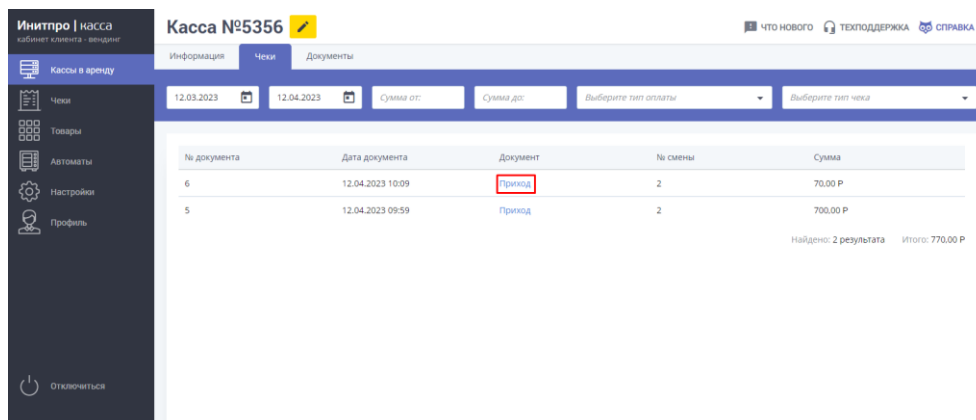 Инитпро | касса
кабинет клиента - вендинг
Кассы в аренду
Чеки
Товары
Автоматы
Настройки
Профиль
Отключиться
Касса №5356
ЧТО НОВОГО ТЕХПОДДЕРЖКА СПРАВКА
Информация Чеки Документы
12.03.2023 12.04.2023 Сумма от: Сумма до: Выберите тип оплаты Выберите тип чека
№ документа Дата документа Документ № смены Сумма
6 12.04.2023 10:09 Приход 2 70,00 Р
5 12.04.2023 09:59 Приход 2 700,00 Р
Найдено: 2 результата Итого: 770,00 Р